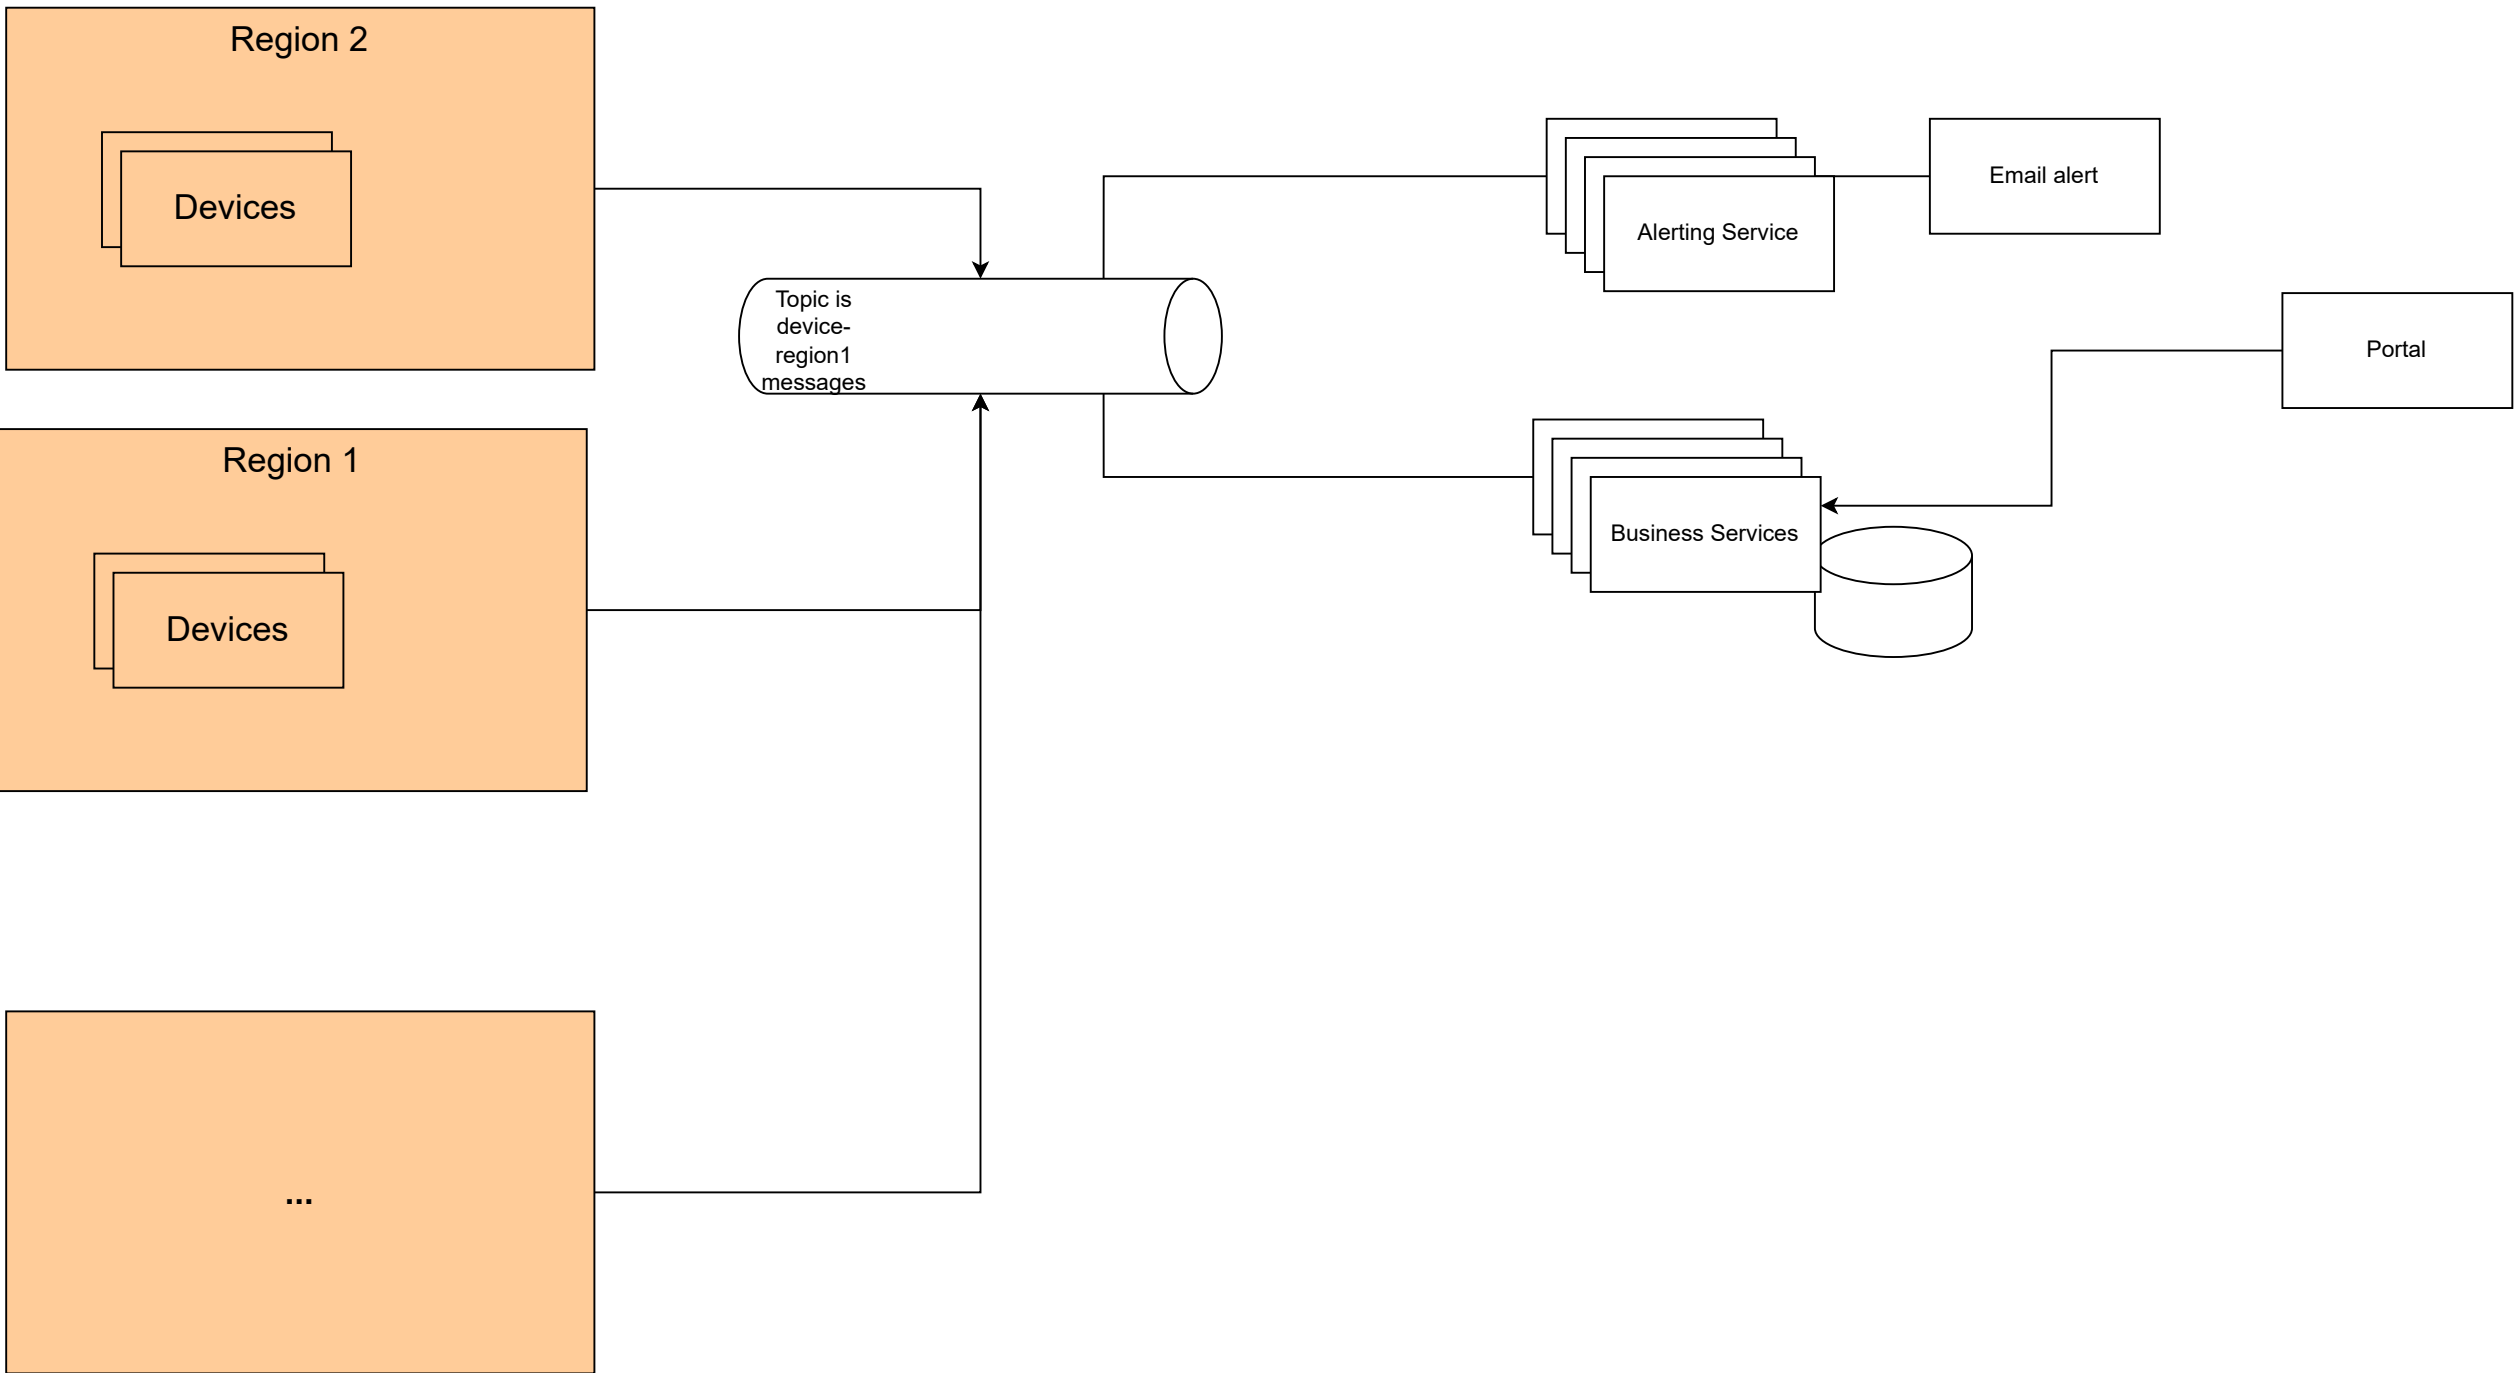 Region 2
Devices
Topic is
device-
region1
messages
Alerting Service
Email alert
Portal
Region 1
Devices
Business Services
...